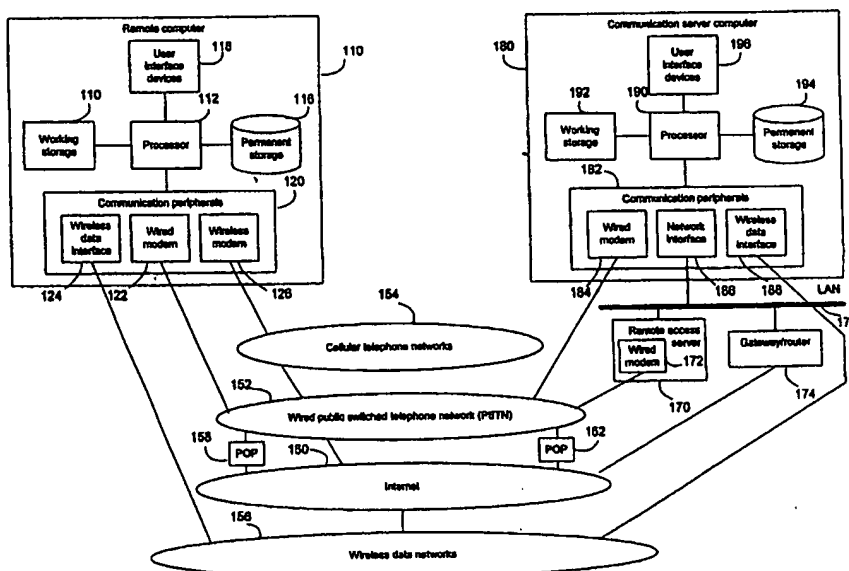 Remote computer
118
User
interface
devices
110
110
112
116
Working
storage
Processor
Permanent
storage
120
Communication peripherals
Wireless
data
interface
Wired
modem
Wireless
modem
124
122
126
Communication server computer
180
196
User
interface
devices
192
190
194
Working
storage
Processor
Permanent
storage
182
Communication peripherals
Wired
modem
Network
interface
Wireless
data
interface
184
186
188
LAN
17
Remote access
server
Wired
modem
172
Gateway/router
170
174
154
Cellular telephone networks
152
Wired public switched telephone network (PSTN)
158
POP
150
POP
162
Internet
156
Wireless data networks